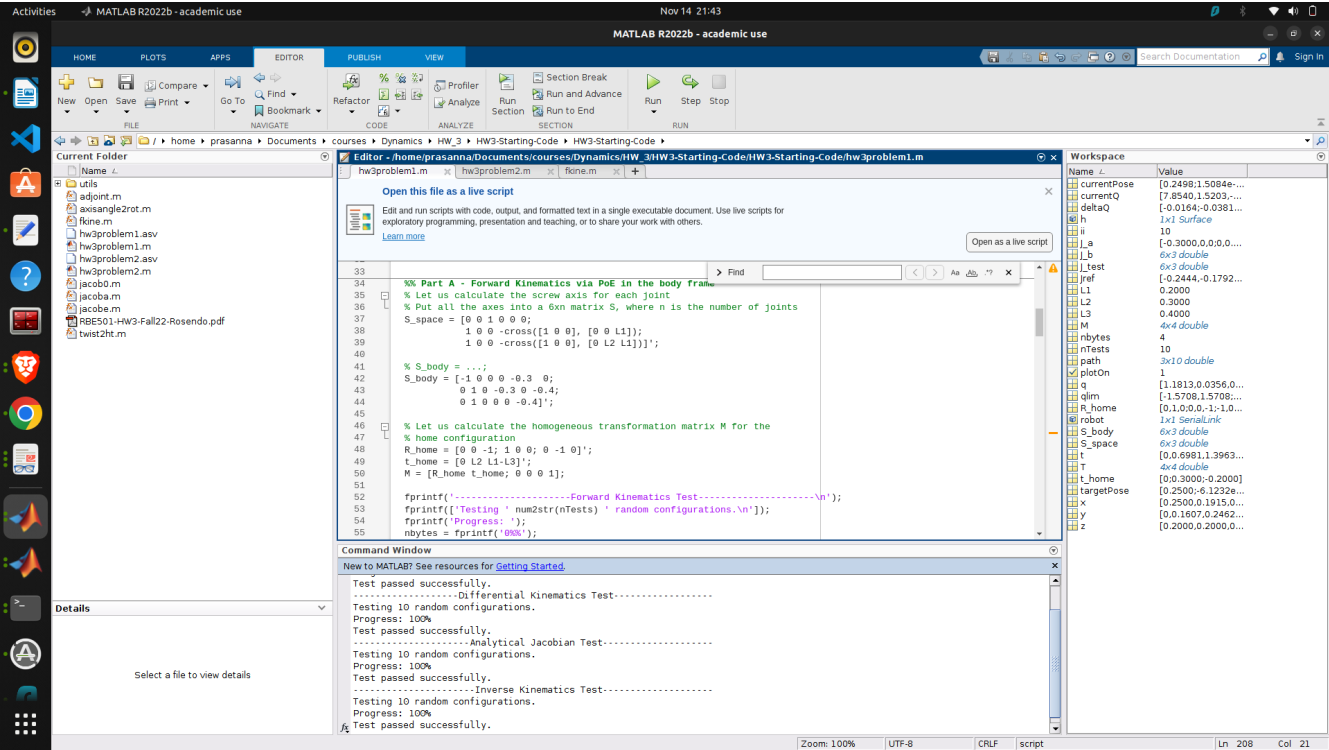 Activities
MATLAB R2022b - academic use
Nov 14 21:43
MATLAB R2022b - academic use
HOME PLOTS APPS EDITOR PUBLISH VIEW
Search Documentation
Sign In
New Open Save Compare Print
Go To Find Bookmark
Refactor
Profiler
Analyze
Run Section
Section Break
Run and Advance
Run to End
Run Step Stop
FILE NAVIGATE CODE ANALYZE SECTION RUN
/ home prasanna Documents courses Dynamics HW_3 HW3-Starting-Code HW3-Starting-Code
Current Folder
Name
utils
adjoint.m
axisangle2rot.m
fkine.m
hw3problem1.asv
hw3problem1.m
hw3problem2.asv
hw3problem2.m
jacob0.m
jacoba.m
jacobe.m
RBE501-HW3-Fall22-Rosendo.pdf
twist2ht.m
Details
Select a file to view details
Editor - /home/prasanna/Documents/courses/Dynamics/HW_3/HW3-Starting-Code/HW3-Starting-Code/hw3problem1.m
hw3problem1.m hw3problem2.m fkine.m
Open this file as a live script
Edit and run scripts with code, output, and formatted text in a single executable document. Use live scripts for
exploratory programming, presentation and teaching, or to share your work with others.
Learn more
Open as a live script
Find
Aa Ab .*?
33
34 %% Part A - Forward Kinematics via PoE in the body frame
35 % Let us calculate the screw axis for each joint
36 % Put all the axes into a 6xn matrix S, where n is the number of joints
37 S_space = [0 0 1 0 0 0;
38 1 0 0 -cross([1 0 0], [0 0 L1]);
39 1 0 0 -cross([1 0 0], [0 L2 L1])]';
40
41 % S_body = ...;
42 S_body = [-1 0 0 0 -0.3 0;
43 0 1 0 -0.3 0 -0.4;
44 0 1 0 0 0 -0.4]';
45
46 % Let us calculate the homogeneous transformation matrix M for the
47 % home configuration
48 R_home = [0 0 -1; 1 0 0; 0 -1 0]';
49 t_home = [0 L2 L1-L3]';
50 M = [R_home t_home; 0 0 0 1];
51
52 fprintf('---------------------Forward Kinematics Test---------------------\n');
53 fprintf(['Testing ' num2str(nTests) ' random configurations.\n']);
54 fprintf('Progress: ');
55 nbytes = fprintf('0%%');
Command Window
New to MATLAB? See resources for Getting Started.
Test passed successfully.
-------------------Differential Kinematics Test------------------
Testing 10 random configurations.
Progress: 100%
Test passed successfully.
---------------------Analytical Jacobian Test--------------------
Testing 10 random configurations.
Progress: 100%
Test passed successfully.
----------------------Inverse Kinematics Test--------------------
Testing 10 random configurations.
Progress: 100%
fx Test passed successfully.
Workspace
Name Value
currentPose [0.2498;1.5084e-...
currentQ [7.8540,1.5203,-...
deltaQ [-0.0164;-0.0381...
h 1x1 Surface
ii 10
J_a [-0.3000,0,0;0,0....
J_b 6x3 double
J_test 6x3 double
Jref [-0.2444,-0.1792...
L1 0.2000
L2 0.3000
L3 0.4000
M 4x4 double
nbytes 4
nTests 10
path 3x10 double
plotOn 1
q [1.1813,0.0356,0...
qlim [-1.5708,1.5708;...
R_home [0,1,0;0,0,-1;-1,0...
robot 1x1 SerialLink
S_body 6x3 double
S_space 6x3 double
t [0,0.6981,1.3963...
T 4x4 double
t_home [0;0.3000;-0.2000]
targetPose [0.2500;-6.1232e...
x [0.2500,0.1915,0...
y [0,0.1607,0.2462...
z [0.2000,0.2000,0...
Zoom: 100% UTF-8 CRLF script Ln 208 Col 21